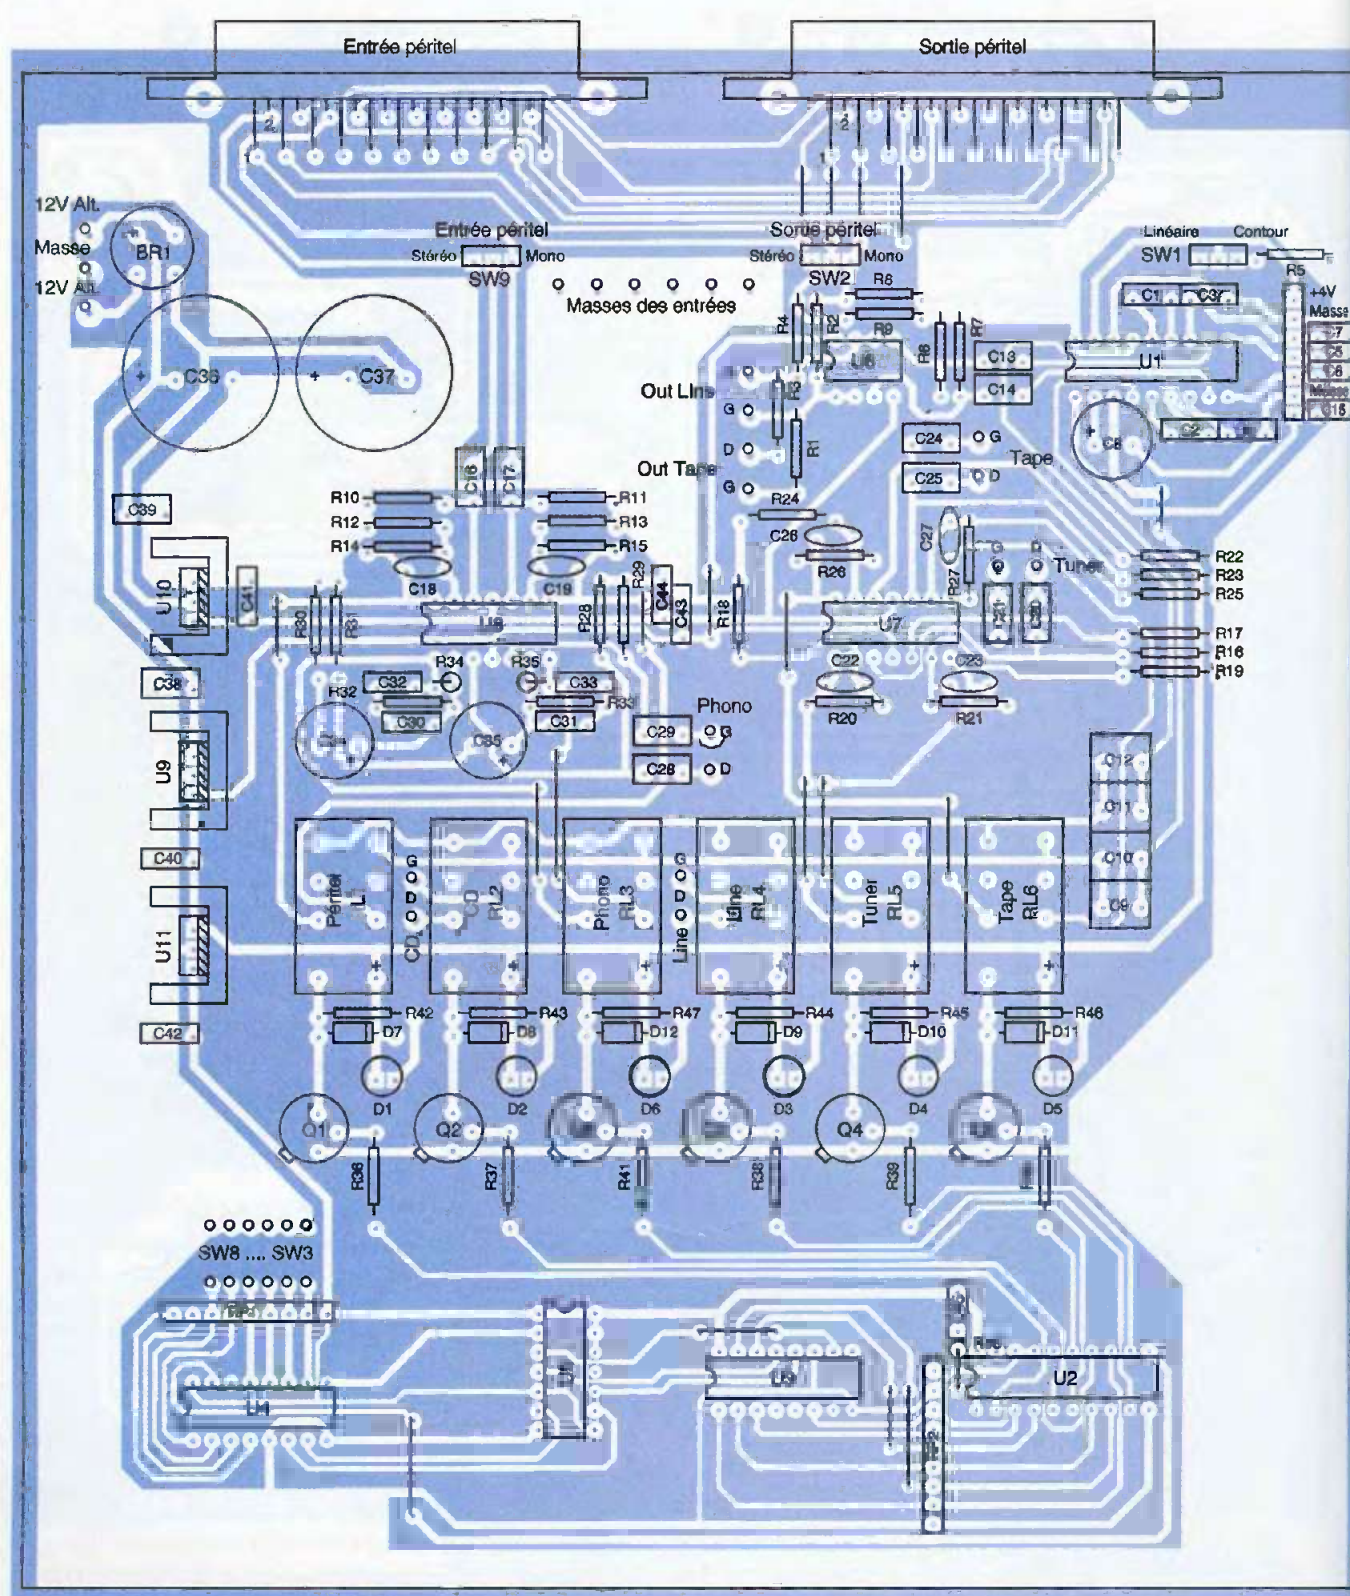 Entrée péritel
Sortie péritel
2
2
1
1
12V Alt.
Masse
12V Alt.
BR1
Entrée péritel
Stéréo
Mono
SW9
Sortie péritel
Stéréo
Mono
SW2
Masses des entrées
Linéaire
Contour
SW1
R5
+4V
Masse
C1
C37
C36
C37
R4
R2
R8
R9
R6
R7
U6
C13
C14
U1
C7
C5
C6
Masse
C15
Out Line
G
R3
R1
Out Tape
D
G
C24
G
C25
D
Tape
C8
C2
C39
R10
R12
R14
C16
C17
R11
R13
R15
C18
C19
R24
C26
R26
C27
R27
G
D
Tuner
R22
R23
R25
U10
C41
R30
R31
U8
R28
R29
C44
C43
R18
U7
C21
C20
R17
R16
R19
C38
R32
C32
R34
R35
C33
R33
C30
C31
C35
C22
C23
R20
R21
Phono
C29
G
C28
D
U9
C40
U11
C42
C12
C11
C10
C9
Péritel
G
D
CD
CD
RL2
Phono
RL3
G
D
Line
Line
RL4
Tuner
RL5
Tape
RL6
R42
R43
R47
R44
R45
R46
D7
D8
D12
D9
D10
D11
D1
D2
D6
D3
D4
D5
Q1
Q2
Q4
R36
R37
R41
R38
R39
SW8 .... SW3
U4
U2